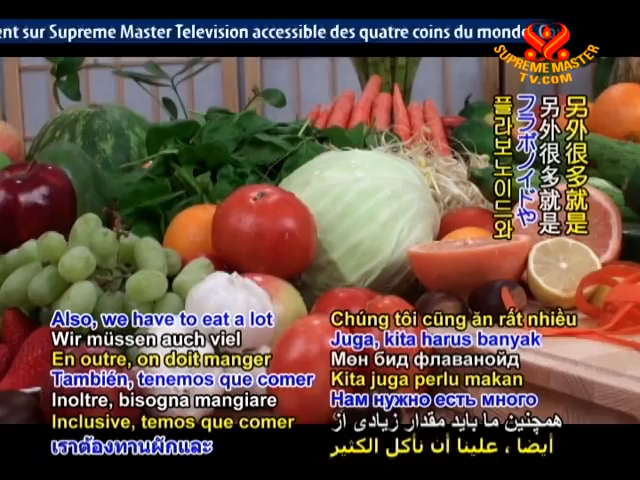 ent sur Supreme Master Television accessible des quatre coins du monde
SUPREME MASTER
TV.COM
另外很多就是
另外很多就是
フラボノイドや
플라보노이드와
Also, we have to eat a lot
Wir müssen auch viel
En outre, on doit manger
También, tenemos que comer
Inoltre, bisogna mangiare
Inclusive, temos que comer
เราต้องทานผักและ
Chúng tôi cũng ăn rất nhiều
Juga, kita harus banyak
Мөн бид флаванойд
Kita juga perlu makan
Нам нужно есть много
همچنین ما باید مقدار زیادی از
أيضا ، علينا أن نأكل الكثير